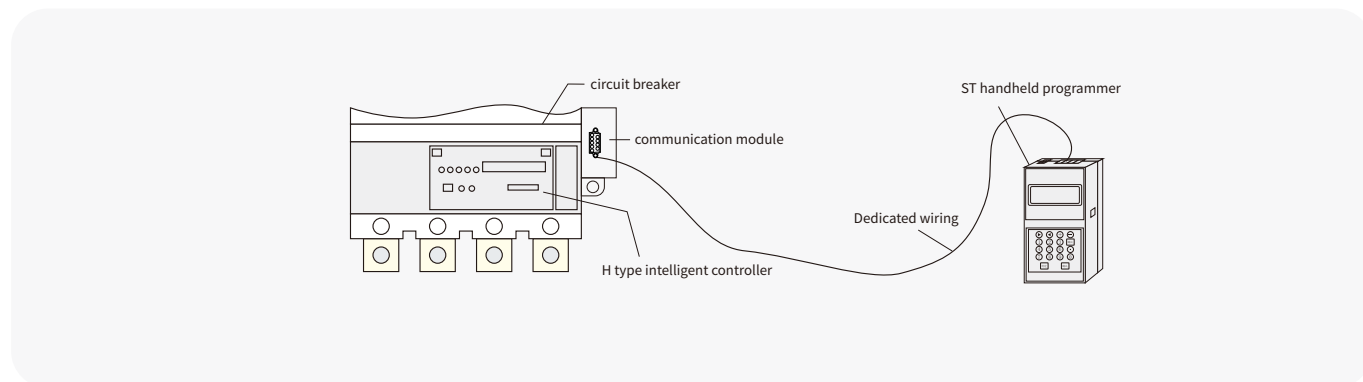 circuit breaker
ST handheld programmer
communication module
Dedicated wiring
H type intelligent controller